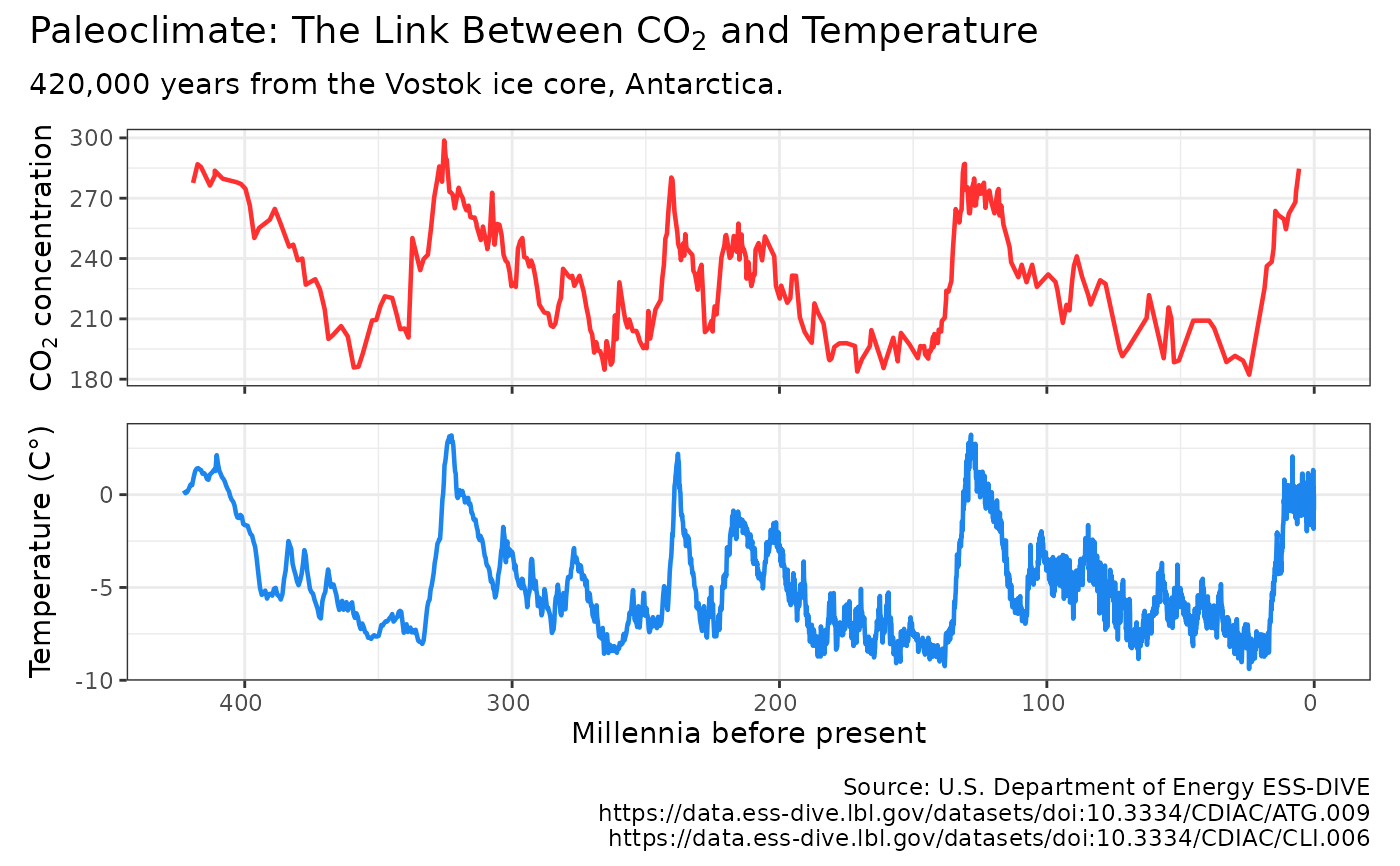 Paleoclimate: The Link Between CO₂ and Temperature
420,000 years from the Vostok ice core, Antarctica.
CO₂ concentration
300
270
240
210
180
Temperature (C°)
0
-5
-10
400
300
200
100
0
Millennia before present
Source: U.S. Department of Energy ESS-DIVE
https://data.ess-dive.lbl.gov/datasets/doi:10.3334/CDIAC/ATG.009
https://data.ess-dive.lbl.gov/datasets/doi:10.3334/CDIAC/CLI.006